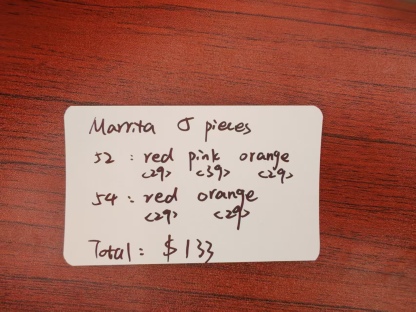 Marrita 5 pieces
52 : red pink orange
<29> <39> <29>
54 : red orange
<29> <29>
Total : $133